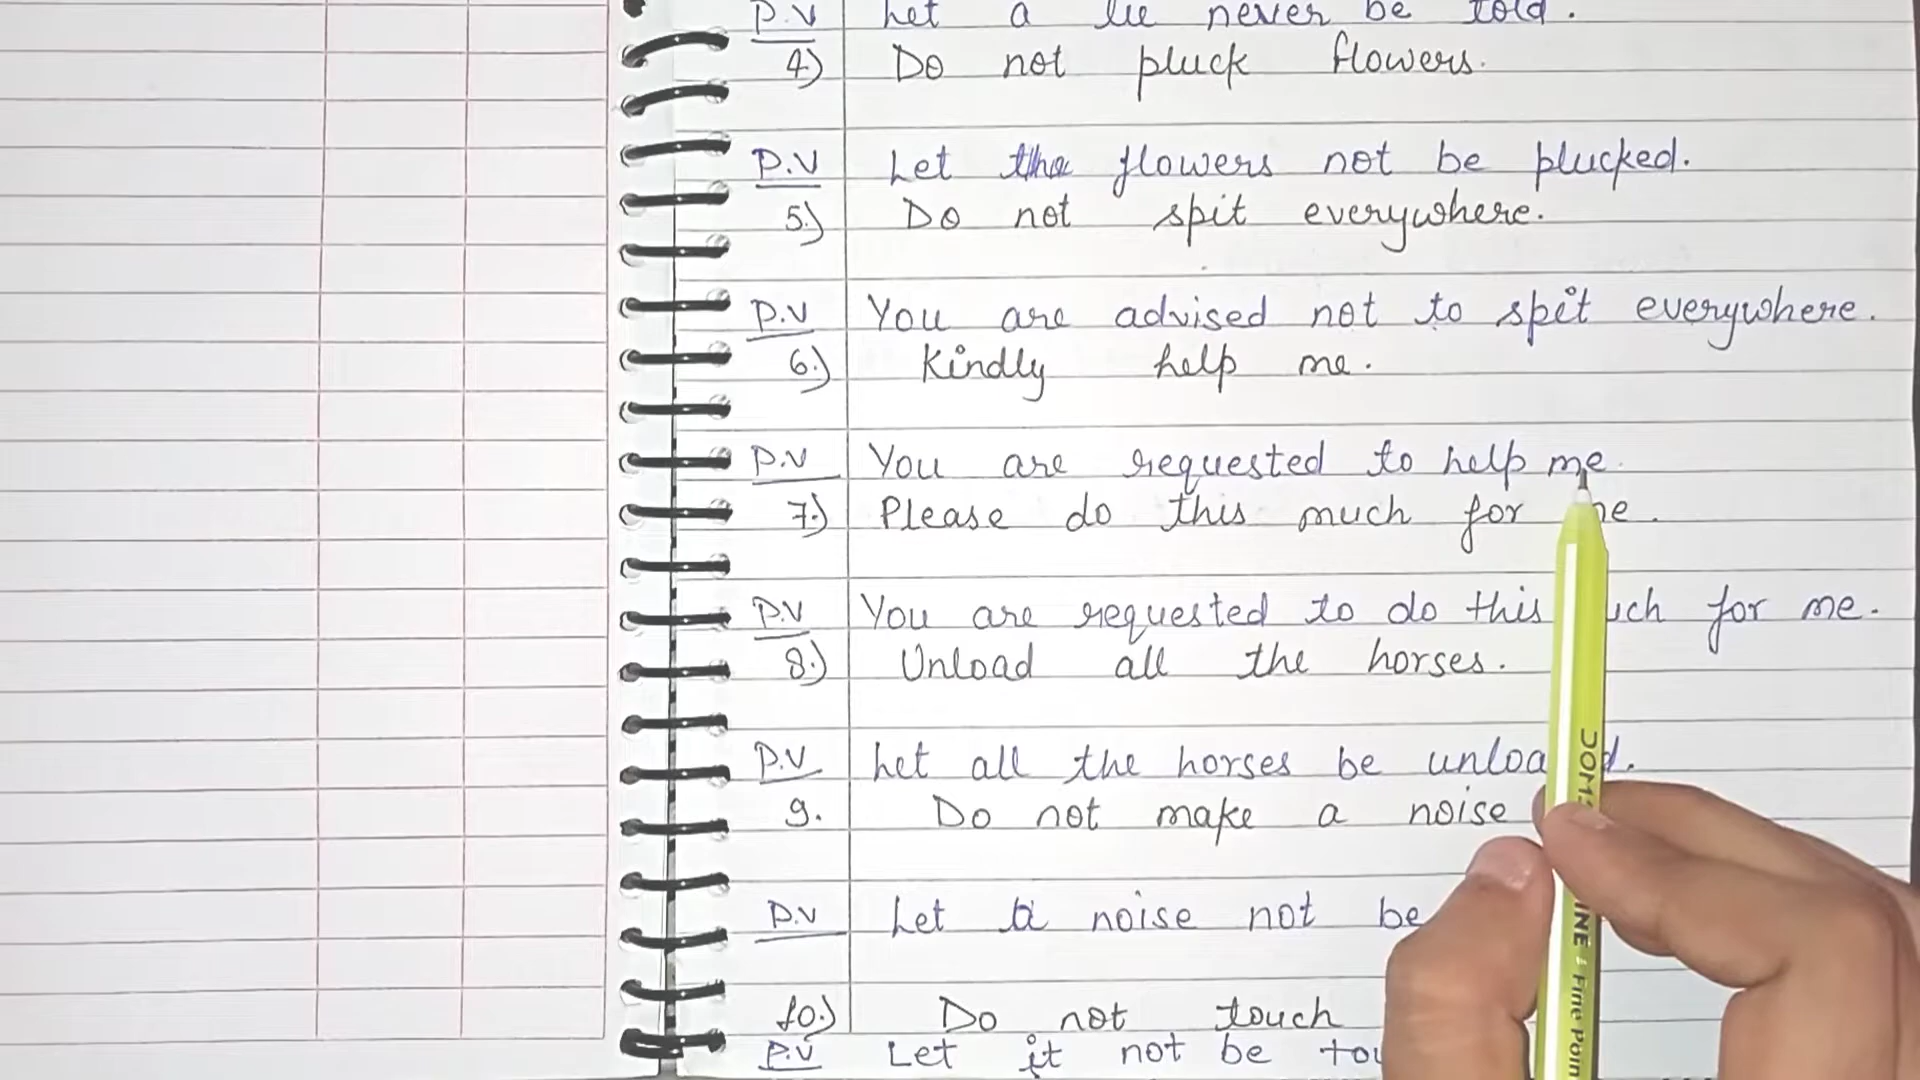 P.V Let a lie never be told.
4) Do not pluck flowers.
P.V Let the flowers not be plucked.
5.) Do not spit everywhere.
P.V You are advised not to spit everywhere.
6.) Kindly help me.
P.V You are requested to help me.
7.) Please do this much for
P.V You are requested to do this for me.
8.) Unload all the horses.
P.V Let all the horses be
9. Do not make a noise
P.V Let a noise not be
10.) Do not touch
P.V Let it not be
DOMS
Fine